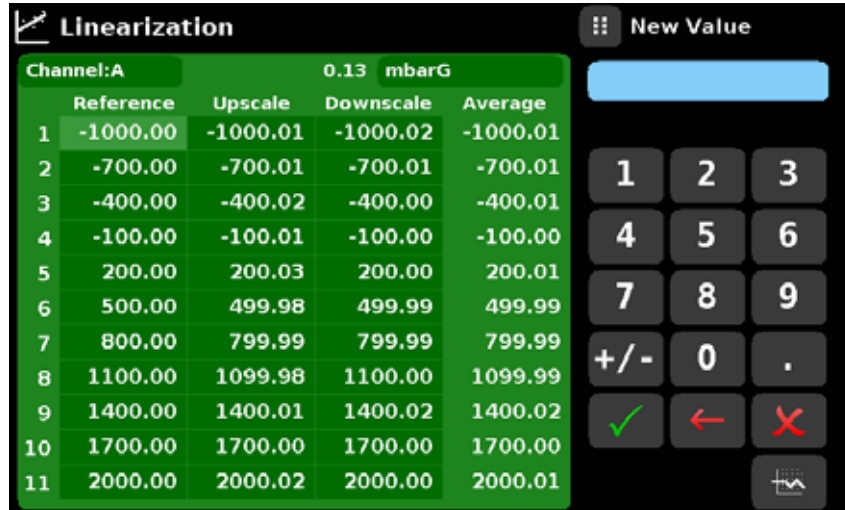 Linearization
Channel:A 0.13 mbarG
Reference Upscale Downscale Average
1 -1000.00 -1000.01 -1000.02 -1000.01
2 -700.00 -700.01 -700.01 -700.01
3 -400.00 -400.02 -400.00 -400.01
4 -100.00 -100.01 -100.00 -100.00
5 200.00 200.03 200.00 200.01
6 500.00 499.98 499.99 499.99
7 800.00 799.99 799.99 799.99
8 1100.00 1099.98 1100.00 1099.99
9 1400.00 1400.01 1400.02 1400.02
10 1700.00 1700.00 1700.00 1700.00
11 2000.00 2000.02 2000.00 2000.01
New Value
1 2 3
4 5 6
7 8 9
+/- 0 .